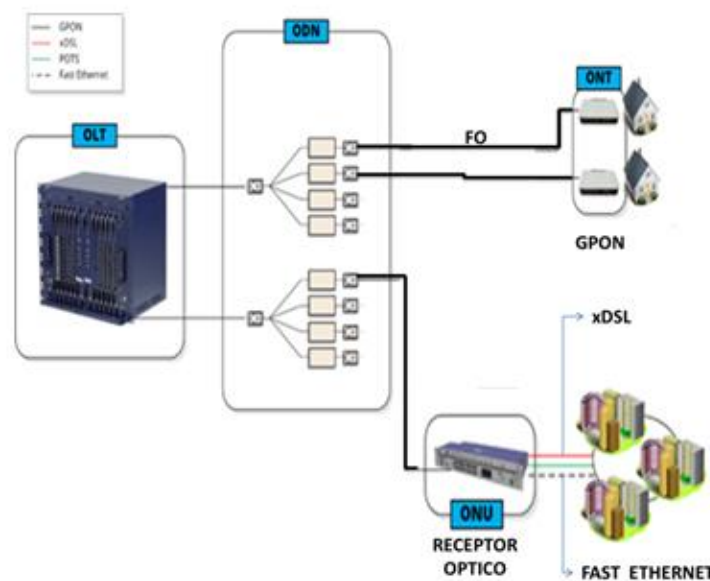 GPON
xDSL
POTS
Fast Ethernet
ODN
OLT
ONT
FO
GPON
xDSL
ONU
RECEPTOR
OPTICO
FAST ETHERNET